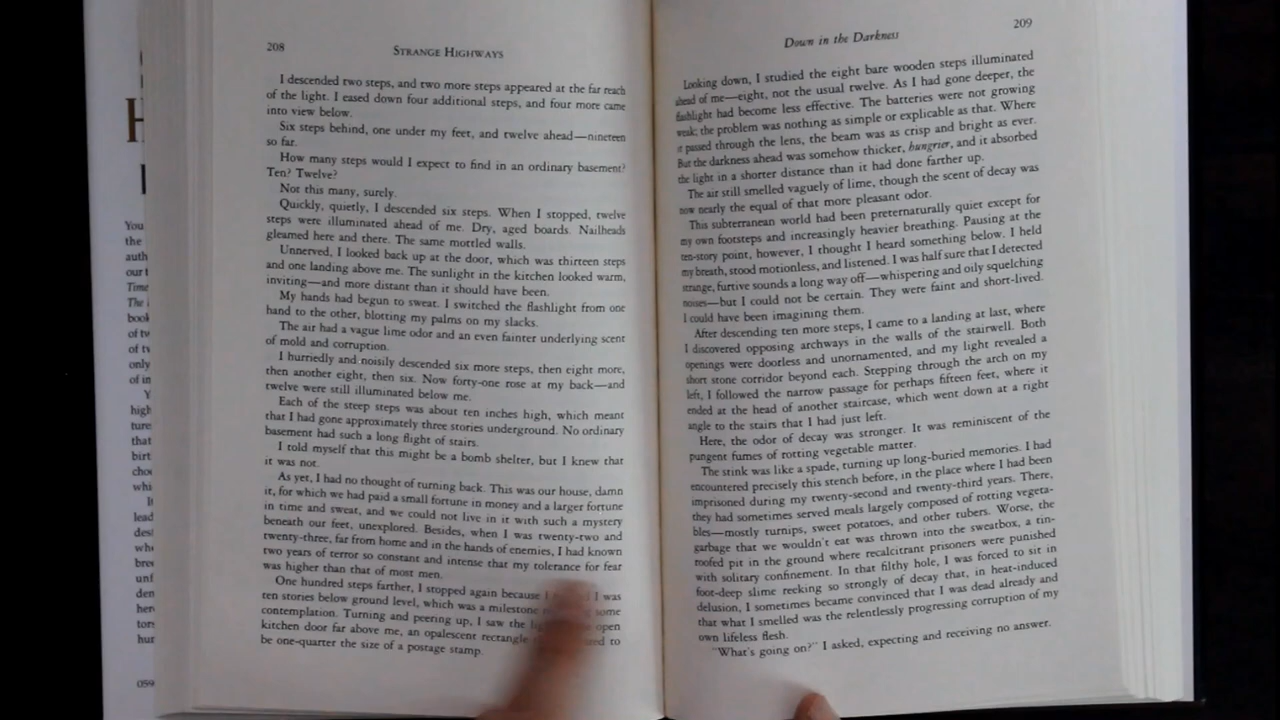 208
STRANGE HIGHWAYS
I descended two steps, and two more steps appeared at the far reach
of the light. I eased down four additional steps, and four more came
into view below.
Six steps behind, one under my feet, and twelve ahead—nineteen
so far.
How many steps would I expect to find in an ordinary basement?
Ten? Twelve?
Not this many, surely.
Quickly, quietly, I descended six steps. When I stopped, twelve
steps were illuminated ahead of me. Dry, aged boards. Nailheads
gleamed here and there. The same mottled walls.
Unnerved, I looked back up at the door, which was thirteen steps
and one landing above me. The sunlight in the kitchen looked warm,
inviting—and more distant than it should have been.
My hands had begun to sweat. I switched the flashlight from one
hand to the other, blotting my palms on my slacks.
The air had a vague lime odor and an even fainter underlying scent
of mold and corruption.
I hurriedly and noisily descended six more steps, then eight more,
then another eight, then six. Now forty-one rose at my back—and
twelve were still illuminated below me.
Each of the steep steps was about ten inches high, which meant
that I had gone approximately three stories underground. No ordinary
basement had such a long flight of stairs.
I told myself that this might be a bomb shelter, but I knew that
it was not.
As yet, I had no thought of turning back. This was our house, damn
it, for which we had paid a small fortune in money and a larger fortune
in time and sweat, and we could not live in it with such a mystery
beneath our feet, unexplored. Besides, when I was twenty-two and
twenty-three, far from home and in the hands of enemies, I had known
two years of terror so constant and intense that my tolerance for fear
was higher than that of most men.
One hundred steps farther, I stopped again because I was
ten stories below ground level, which was a milestone some
contemplation. Turning and peering up, I saw the open
kitchen door far above me, an opalescent rectangle to
be one-quarter the size of a postage stamp.
209
Down in the Darkness
Looking down, I studied the eight bare wooden steps illuminated
ahead of me—eight, not the usual twelve. As I had gone deeper, the
flashlight had become less effective. The batteries were not growing
weak; the problem was nothing as simple or explicable as that. Where
it passed through the lens, the beam was as crisp and bright as ever.
But the darkness ahead was somehow thicker, hungrier, and it absorbed
the light in a shorter distance than it had done farther up.
The air still smelled vaguely of lime, though the scent of decay was
now nearly the equal of that more pleasant odor.
This subterranean world had been preternaturally quiet except for
my own footsteps and increasingly heavier breathing. Pausing at the
ten-story point, however, I thought I heard something below. I held
my breath, stood motionless, and listened. I was half sure that I detected
strange, furtive sounds a long way off—whispering and oily squelching
noises—but I could not be certain. They were faint and short-lived.
I could have been imagining them.
After descending ten more steps, I came to a landing at last, where
I discovered opposing archways in the walls of the stairwell. Both
openings were doorless and unornamented, and my light revealed a
short stone corridor beyond each. Stepping through the arch on my
left, I followed the narrow passage for perhaps fifteen feet, where it
ended at the head of another staircase, which went down at a right
angle to the stairs that I had just left.
Here, the odor of decay was stronger. It was reminiscent of the
pungent fumes of rotting vegetable matter.
The stink was like a spade, turning up long-buried memories. I had
encountered precisely this stench before, in the place where I had been
imprisoned during my twenty-second and twenty-third years. There,
they had sometimes served meals largely composed of rotting vegeta-
bles—mostly turnips, sweet potatoes, and other tubers. Worse, the
garbage that we wouldn't eat was thrown into the sweatbox, a tin-
roofed pit in the ground where recalcitrant prisoners were punished
with solitary confinement. In that filthy hole, I was forced to sit in
foot-deep slime reeking so strongly of decay that, in heat-induced
delusion, I sometimes became convinced that I was dead already and
that what I smelled was the relentlessly progressing corruption of my
own lifeless flesh.
"What's going on?" I asked, expecting and receiving no answer.
H
You
the
auth
our
Time
The
book
of
of
only
of in
Y
high
ture
that
birt
cho
whi
lead
des
who
bre
unf
den
her
tors
hur
059